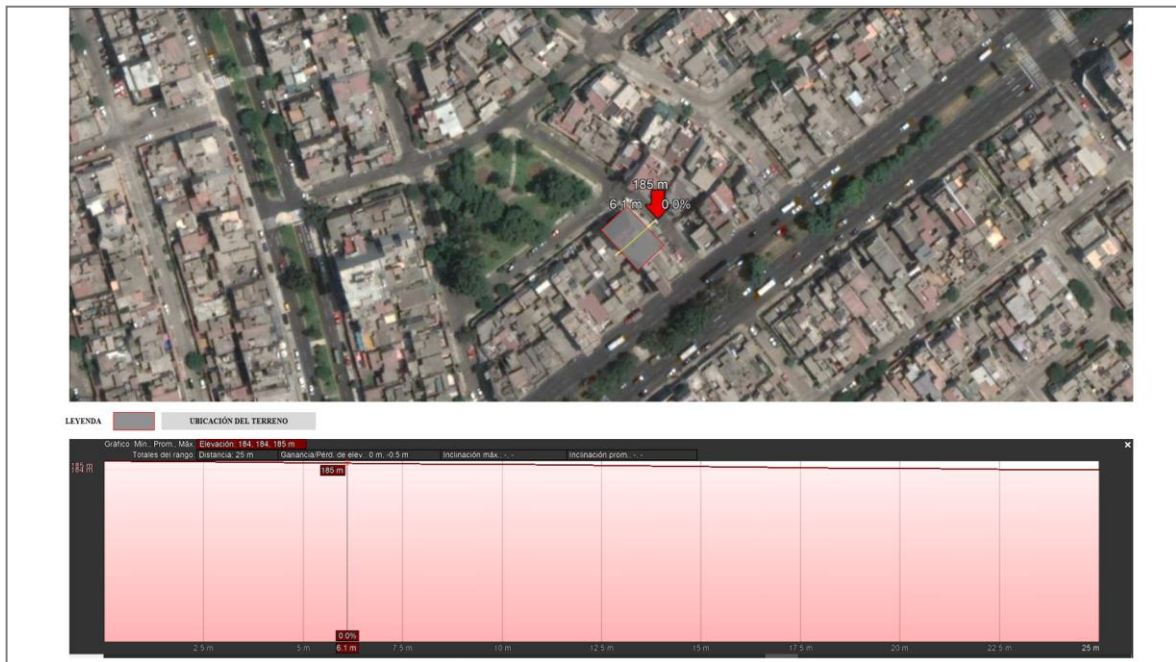 185 m
6.1 m 0.0%
LEYENDA UBICACIÓN DEL TERRENO
Gráfico Mín., Prom., Máx. Elevación: 184, 184, 185 m
Totales del rango: Distancia: 25 m Ganancia/Pérd. de elev.: 0 m, -0.5 m Inclinación máx.: -, - Inclinación prom.: -, -
185 m
184 m
185 m
0.0%
2.5 m 5 m 6.1 m 7.5 m 10 m 12.5 m 15 m 17.5 m 20 m 22.5 m 25 m